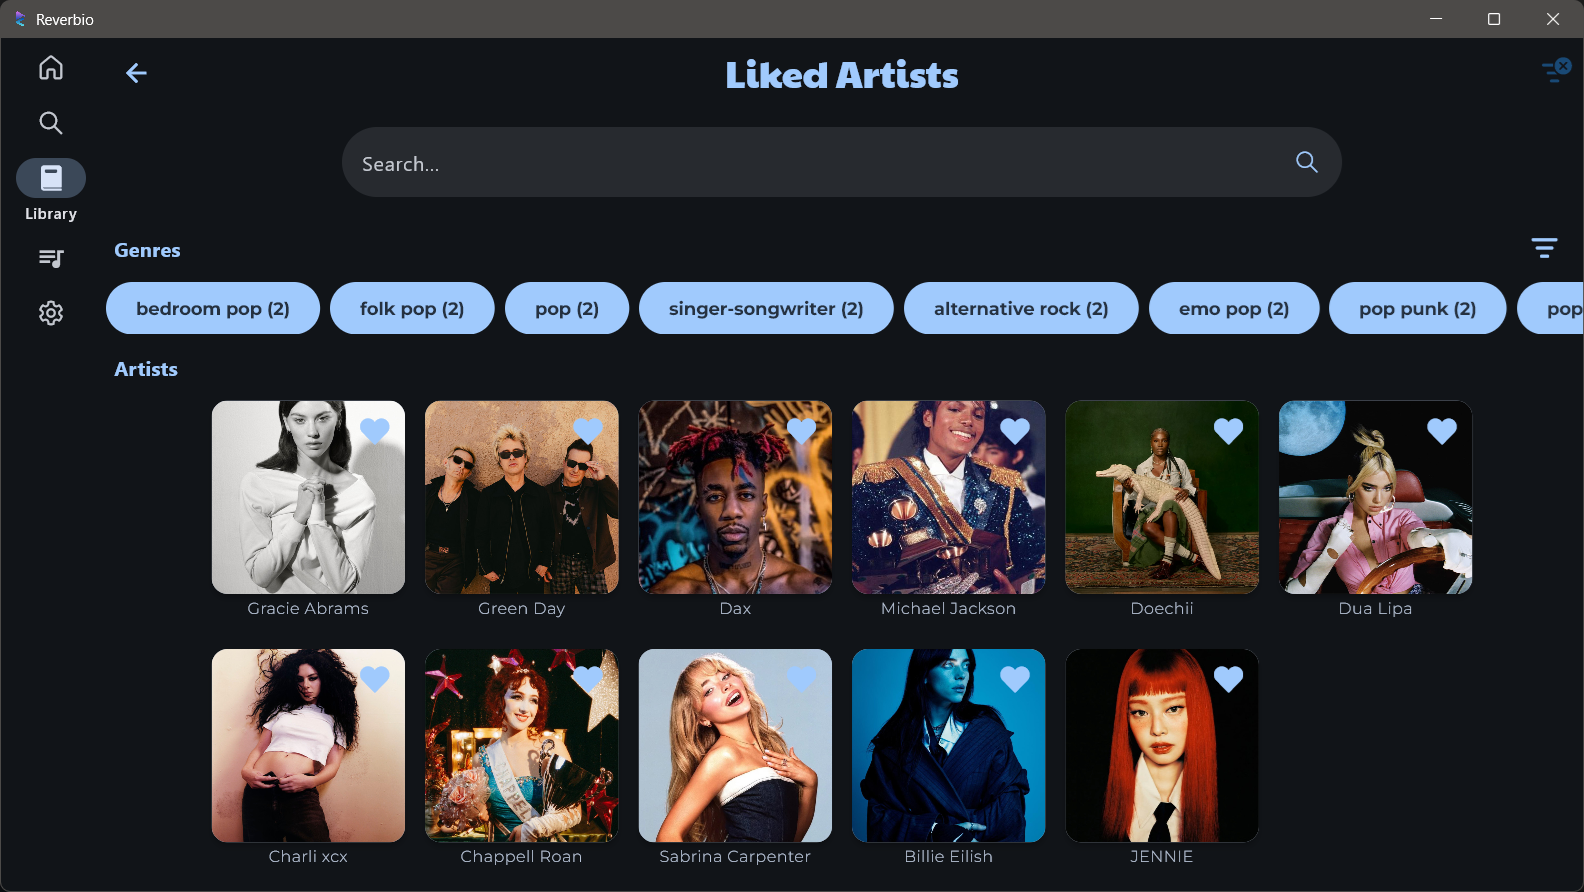 Reverbio
Liked Artists
Search...
Library
Genres
bedroom pop (2)
folk pop (2)
pop (2)
singer-songwriter (2)
alternative rock (2)
emo pop (2)
pop punk (2)
pop
Artists
Gracie Abrams
Green Day
Dax
Michael Jackson
Doechii
Dua Lipa
Charli xcx
Chappell Roan
Sabrina Carpenter
Billie Eilish
JENNIE